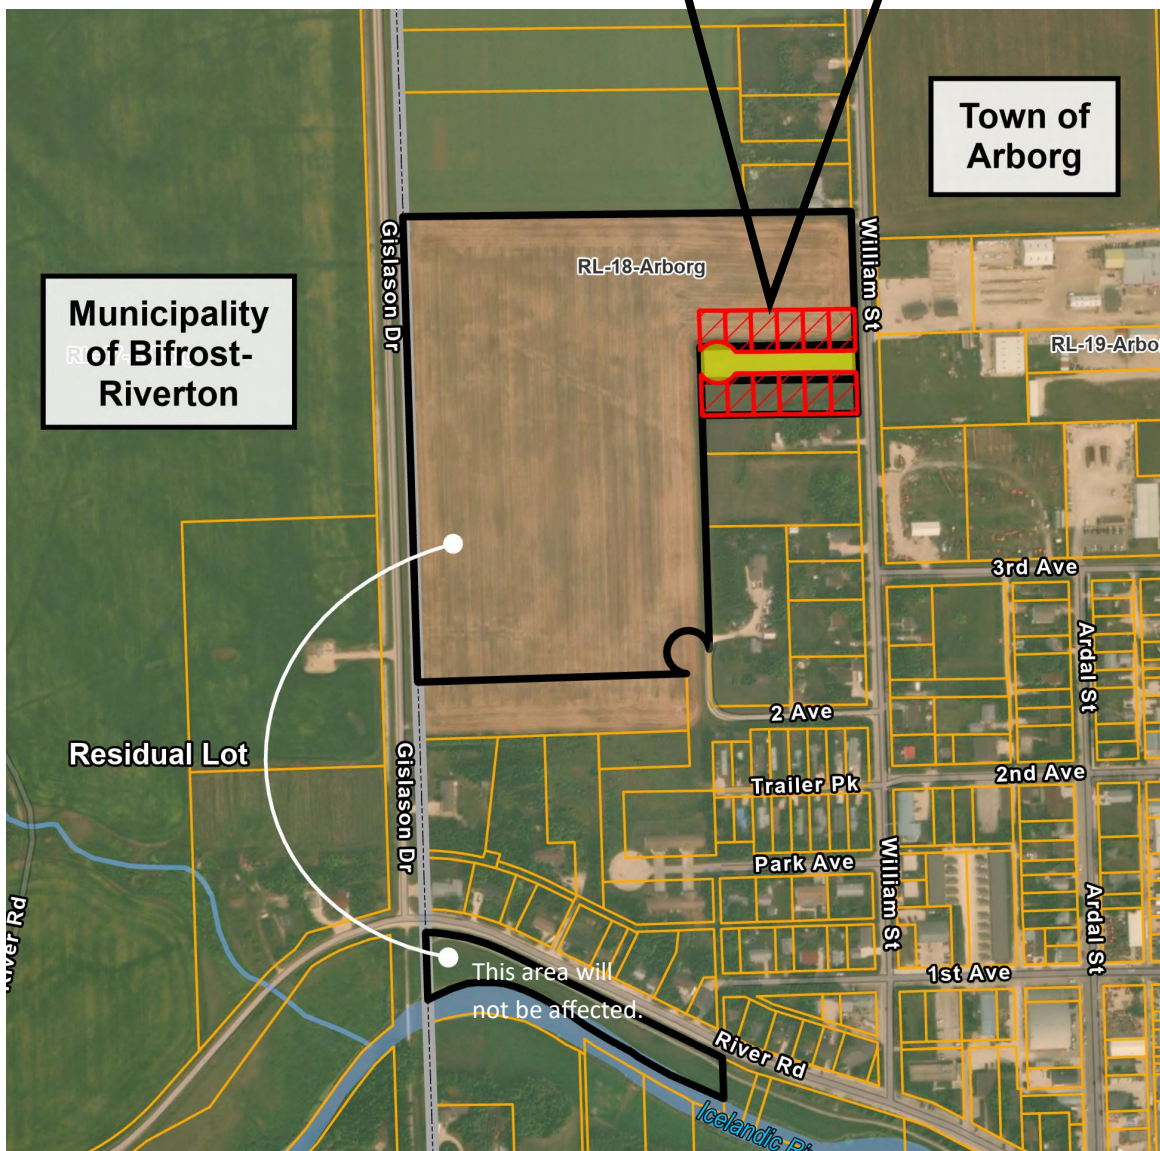 Town of
Arborg
Gislason Dr
William St
RL-18-Arborg
Municipality
of Bifrost-
Riverton
RL-19-Arbo
3rd Ave
Ardal St
2 Ave
Residual Lot
Gislason Dr
2nd Ave
Trailer Pk
Park Ave
William St
Ardal St
River Rd
This area will
not be affected.
1st Ave
River Rd
Icelandic Ri